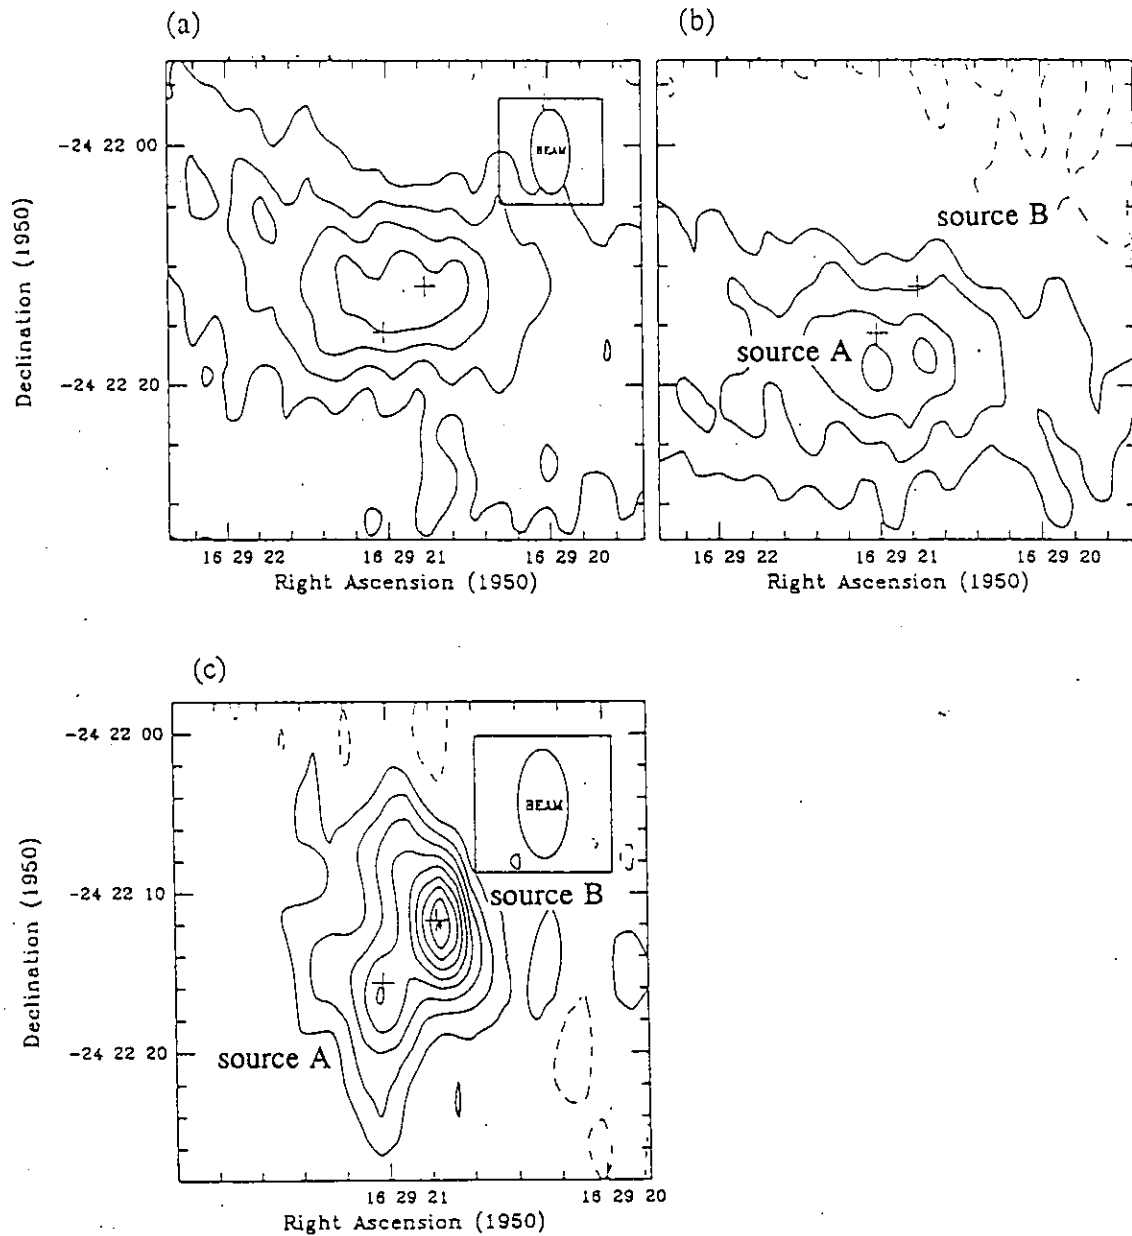 (a)
(b)
-24 22 00
BEAM
source B
Declination (1950)
source A
-24 22 20
16 29 22 16 29 21 16 29 20
16 29 22 16 29 21 16 29 20
Right Ascension (1950)
Right Ascension (1950)
(c)
-24 22 00
BEAM
Declination (1950)
-24 22 10
source B
-24 22 20
source A
16 29 21 16 29 20
Right Ascension (1950)